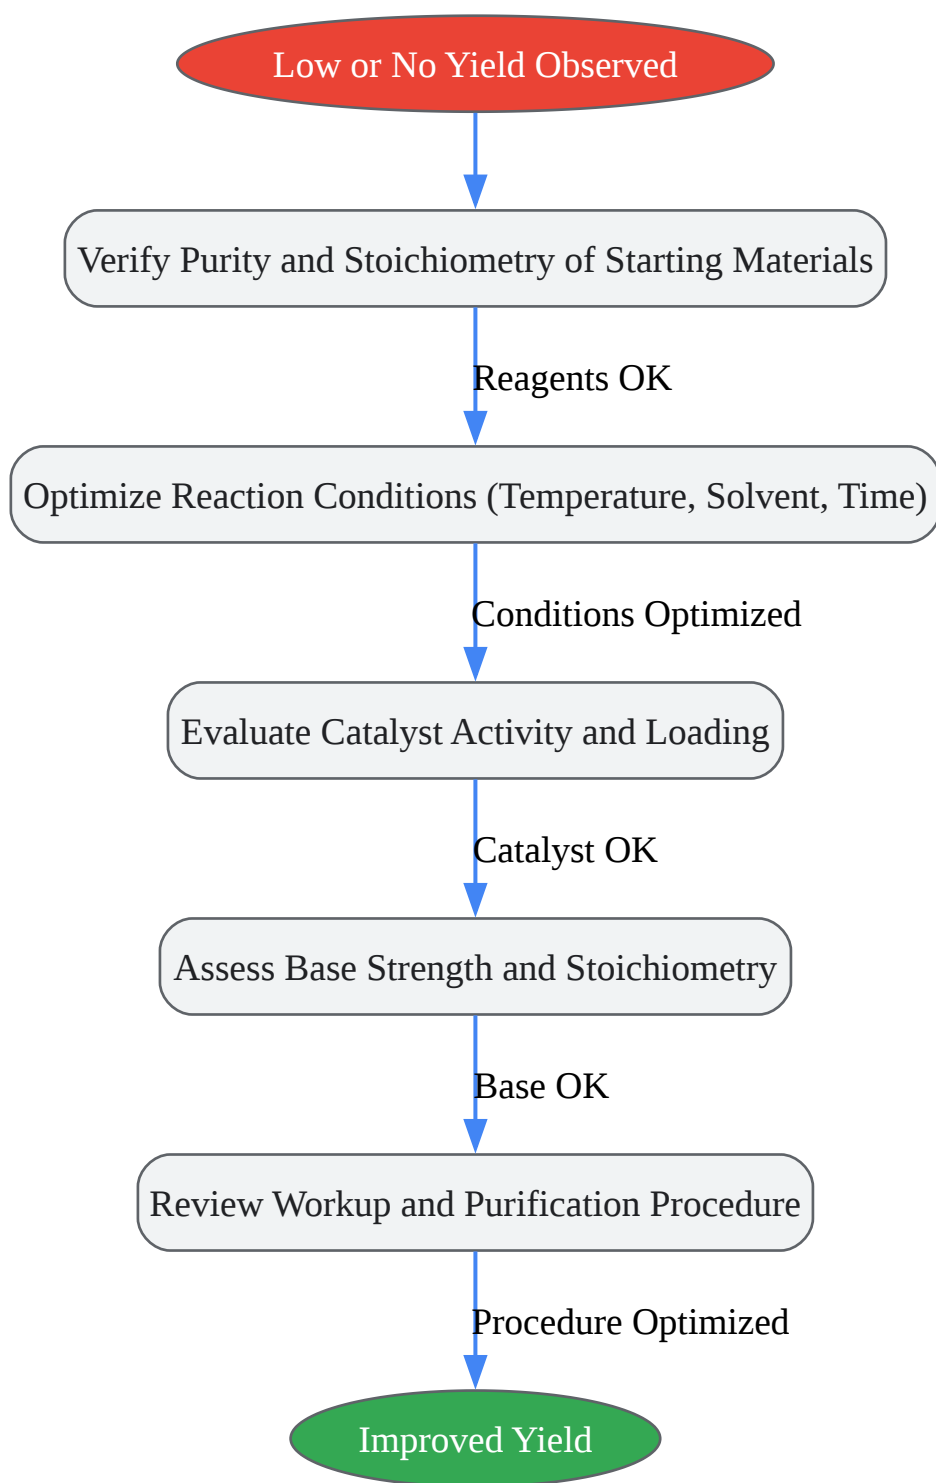 Low or No Yield Observed
Verify Purity and Stoichiometry of Starting Materials
Reagents OK
Optimize Reaction Conditions (Temperature, Solvent, Time)
Conditions Optimized
Evaluate Catalyst Activity and Loading
Catalyst OK
Assess Base Strength and Stoichiometry
Base OK
Review Workup and Purification Procedure
Procedure Optimized
Improved Yield